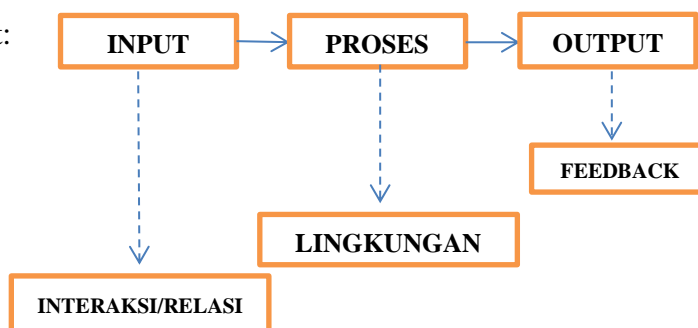 t:
INPUT
PROSES
OUTPUT
FEEDBACK
LINGKUNGAN
INTERAKSI/RELASI